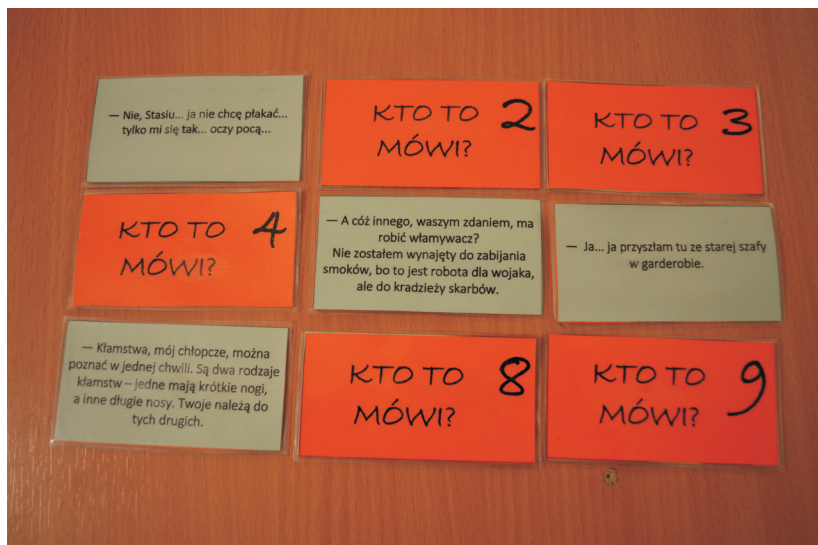 — Nie, Stasiu... ja nie chcę płakać...
tylko mi się tak... oczy pocą...
KTO TO 2
MÓWI?
KTO TO 3
MÓWI?
KTO TO 4
MÓWI?
— A cóż innego, waszym zdaniem, ma
robić włamywacz?
Nie zostałem wynajęty do zabijania
smoków, bo to jest robota dla wojaka,
ale do kradzieży skarbów.
— Ja... ja przyszłam tu ze starej szafy
w garderobie.
— Kłamstwa, mój chłopcze, można
poznać w jednej chwili. Są dwa rodzaje
kłamstw – jedne mają krótkie nogi,
a inne długie nosy. Twoje należą do
tych drugich.
KTO TO 8
MÓWI?
KTO TO 9
MÓWI?